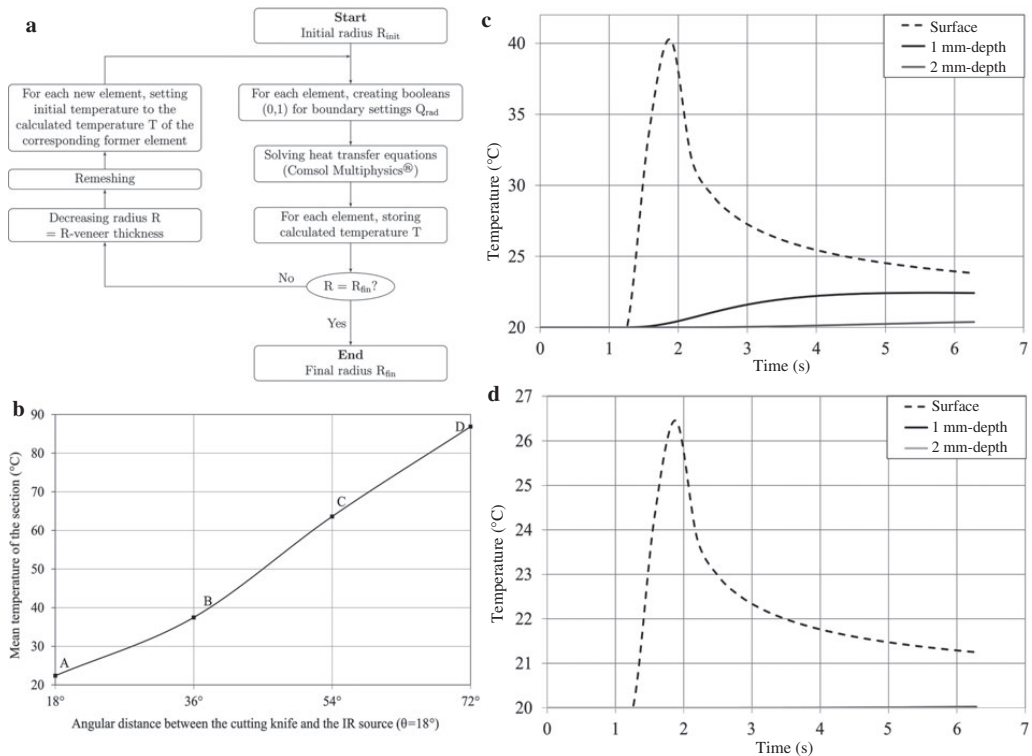 a
Start
Initial radius R_init
For each new element, setting
initial temperature to the
calculated temperature T of the
corresponding former element
For each element, creating booleans
(0,1) for boundary settings Q_rad
Solving heat transfer equations
(Comsol Multiphysics®)
Remeshing
Decreasing radius R
= R-veneer thickness
For each element, storing
calculated temperature T
No
R = R_fin?
Yes
End
Final radius R_fin
b
90
80
70
60
50
40
30
20
18°
36°
54°
72°
A
B
C
D
Mean temperature of the section (°C)
Angular distance between the cutting knife and the IR source (θ=18°)
c
Surface
1 mm-depth
2 mm-depth
40
35
30
25
20
Temperature (°C)
0 1 2 3 4 5 6 7
Time (s)
d
Surface
1 mm-depth
2 mm-depth
27
26
25
24
23
22
21
20
Temperature (°C)
0 1 2 3 4 5 6 7
Time (s)